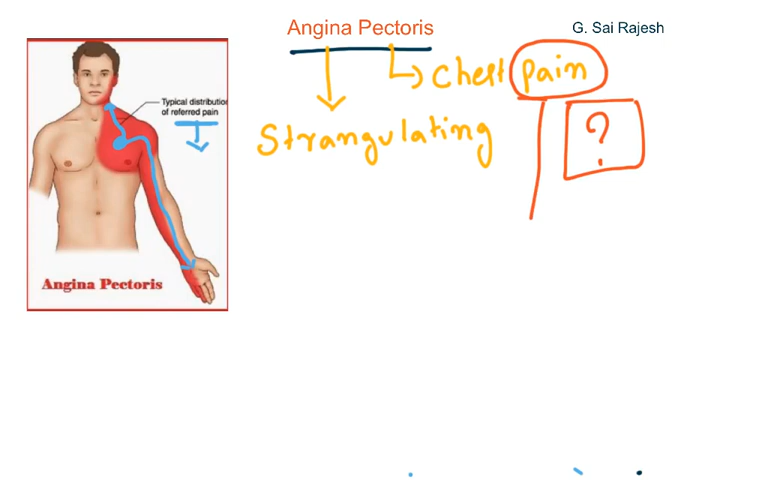 Angina Pectoris
G. Sai Rajesh
Typical distribution
of referred pain
Chest pain
Strangulating
?
Angina Pectoris